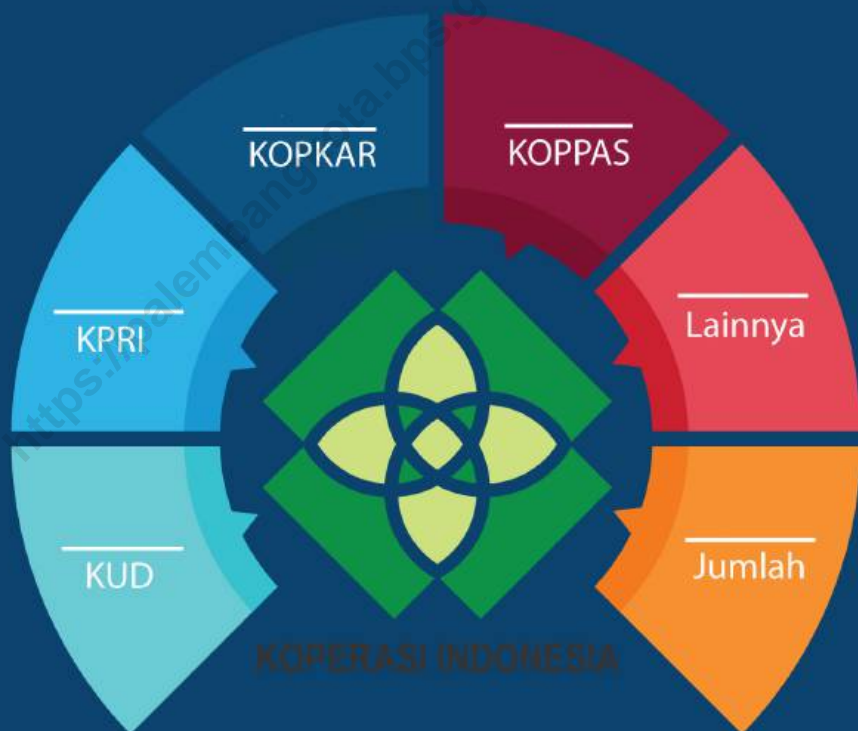 KOPKAR
KOPPAS
KPRI
Lainnya
KUD
Jumlah
KOPERASI INDONESIA